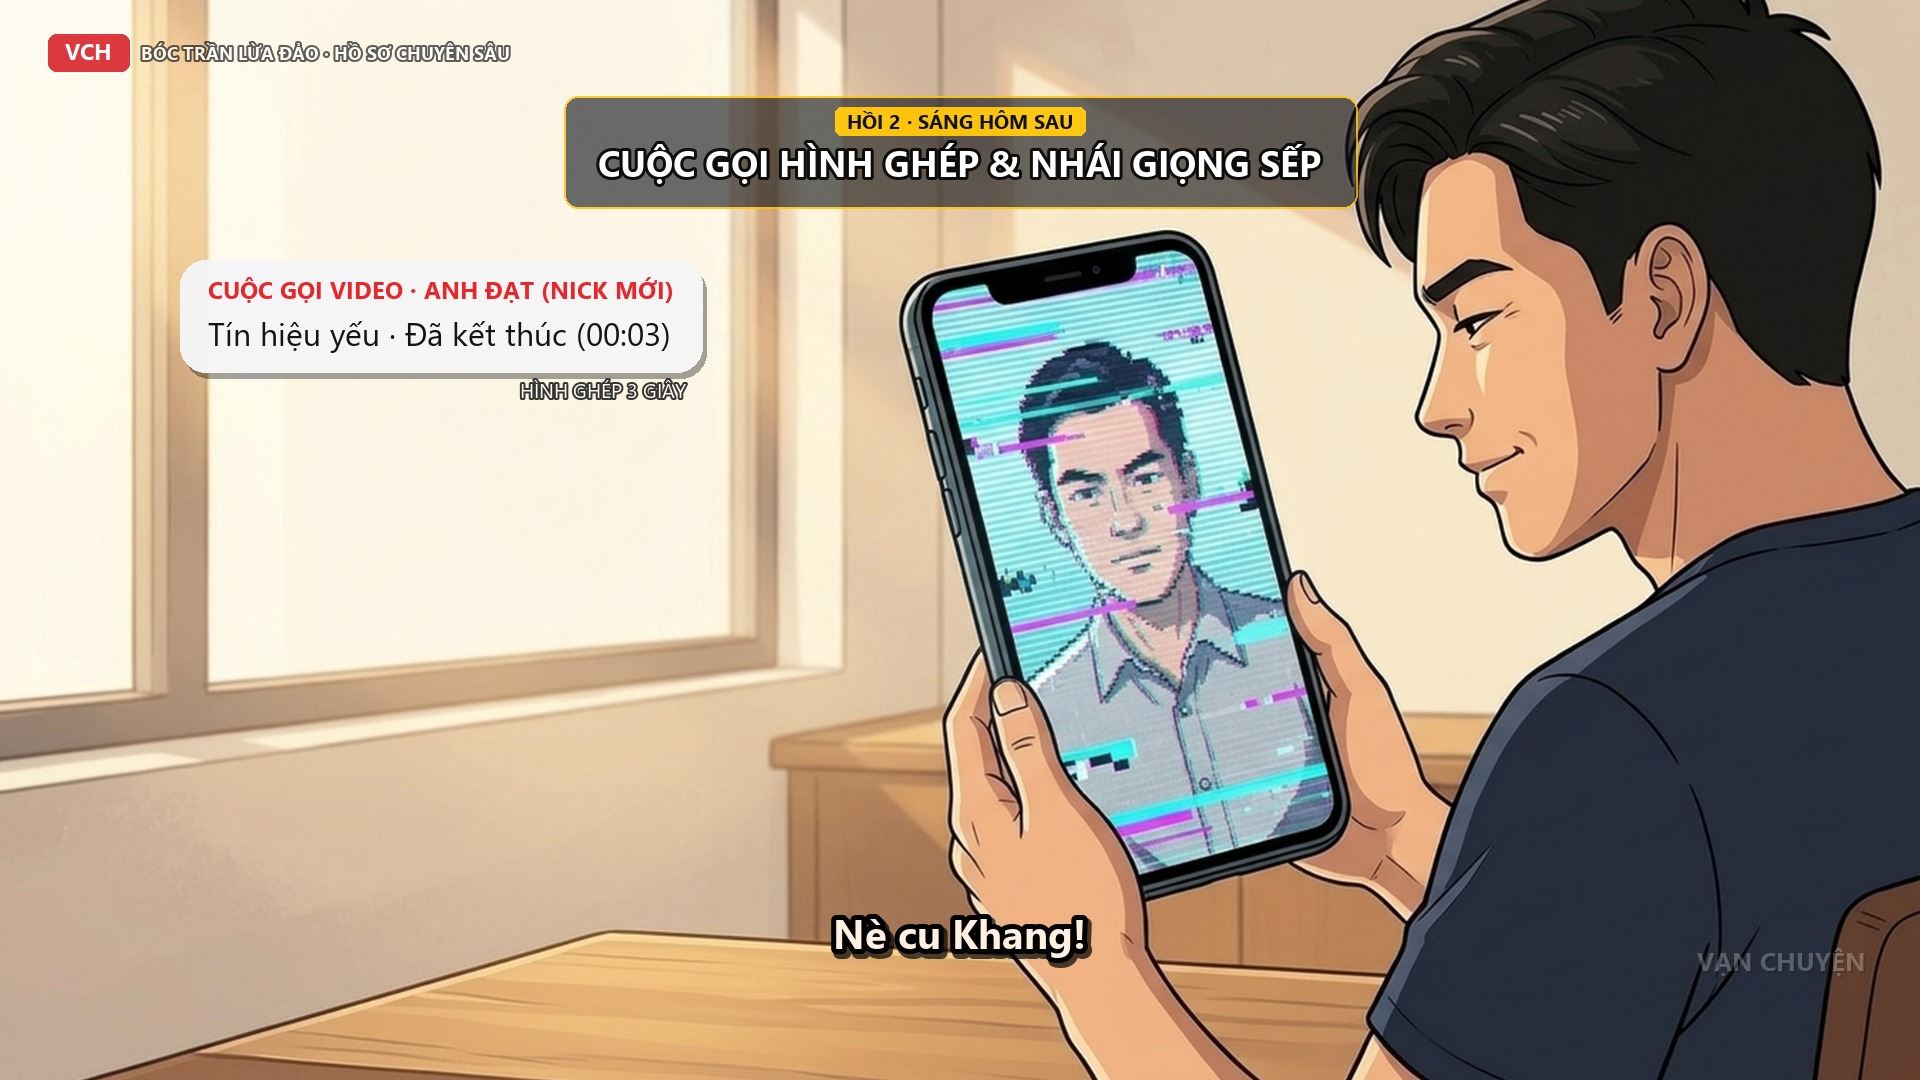 VCH BÓC TRẦN LỪA ĐẢO · HỒ SƠ CHUYÊN SÂU
HỒI 2 · SÁNG HÔM SAU
CUỘC GỌI HÌNH GHÉP & NHÁI GIỌNG SẾP
CUỘC GỌI VIDEO · ANH ĐẠT (NICK MỚI)
Tín hiệu yếu · Đã kết thúc (00:03)
HÌNH GHÉP 3 GIÂY
Nè cu Khang!
VẠN CHUYỆN